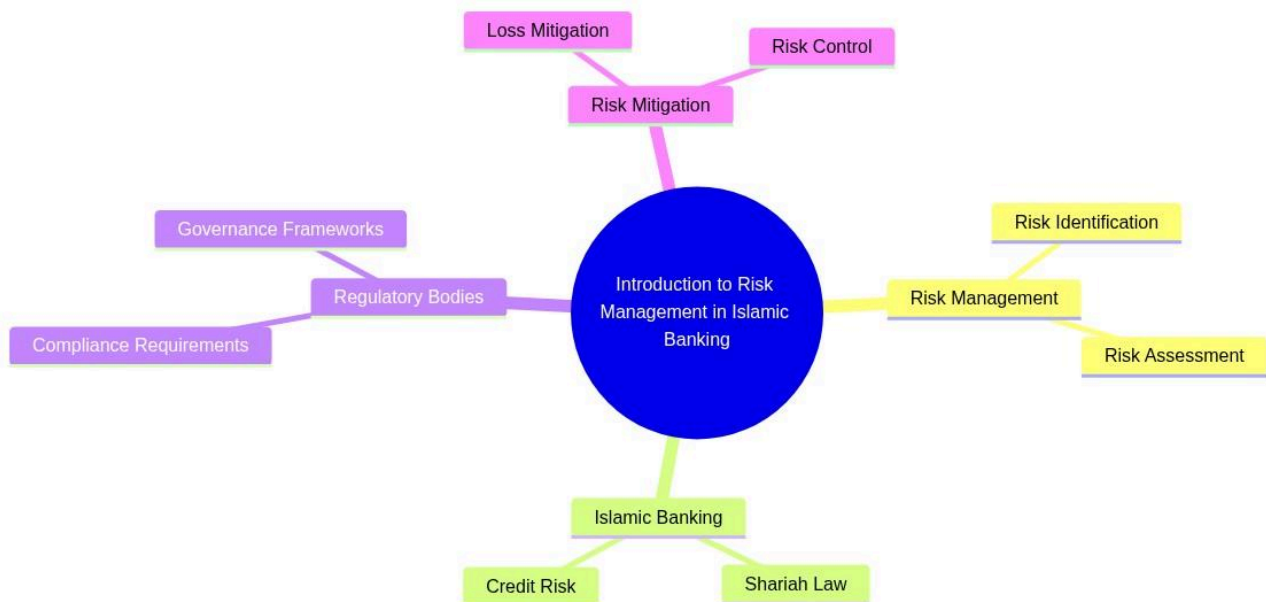 Loss Mitigation
Risk Control
Risk Mitigation
Governance Frameworks
Regulatory Bodies
Compliance Requirements
Introduction to Risk
Management in Islamic
Banking
Risk Identification
Risk Management
Risk Assessment
Islamic Banking
Credit Risk
Shariah Law